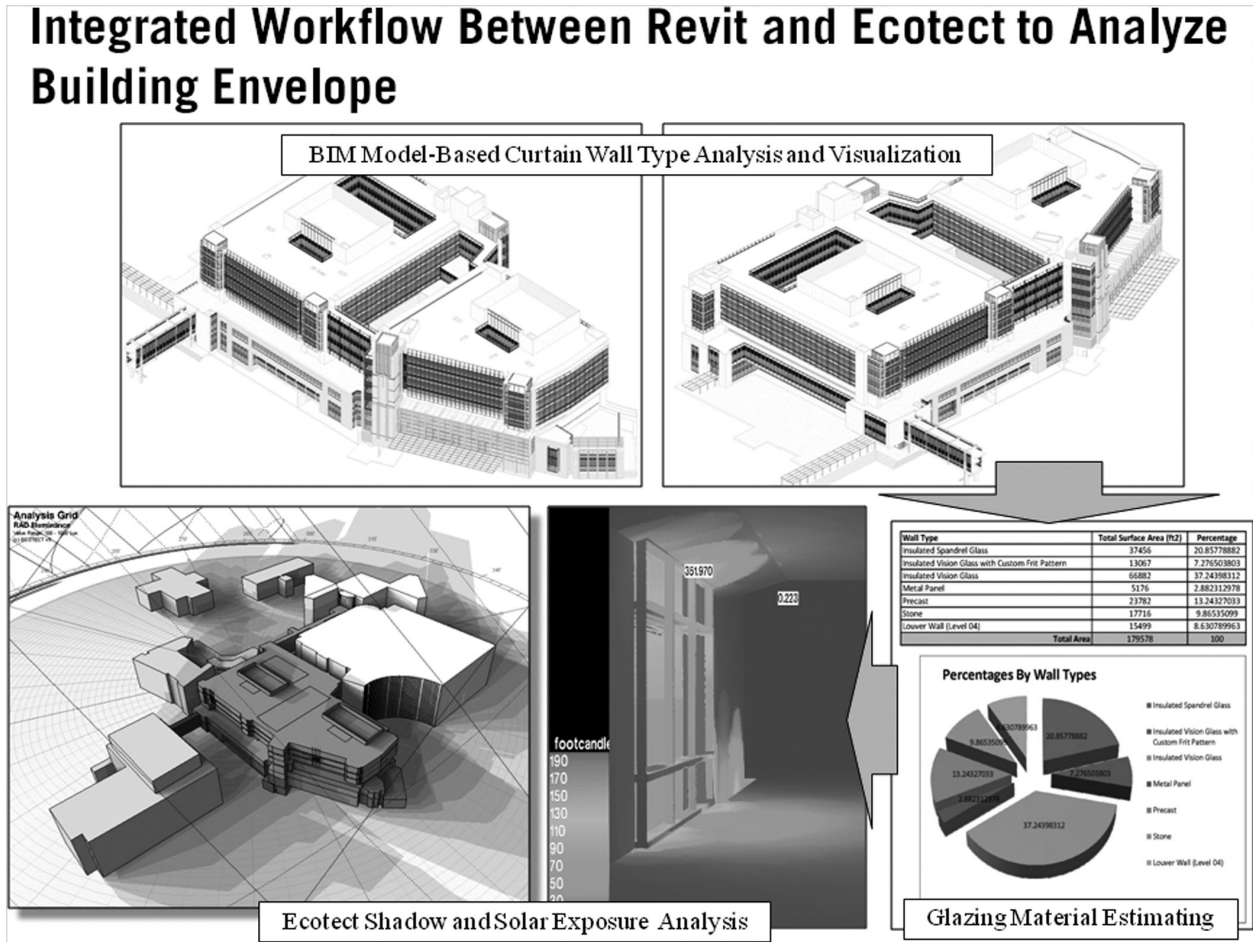 Integrated Workflow Between Revit and Ecotect to Analyze
Building Envelope
BIM Model-Based Curtain Wall Type Analysis and Visualization
Analysis Grid
RAD Illuminance
351.970
0.223
footcandle
190
170
150
130
110
90
70
50
Wall Type Total Surface Area (ft2) Percentage
Insulated Spandrel Glass 37456 20.85778882
Insulated Vision Glass with Custom Frit Pattern 13067 7.276503803
Insulated Vision Glass 66882 37.24398312
Metal Panel 5176 2.882312978
Precast 23782 13.24327033
Stone 17716 9.86535099
Louver Wall (Level 04) 15499 8.630789963
Total Area 179578 100
Percentages By Wall Types
20.85778882
7.276503803
37.24398312
2.882312978
13.24327033
9.86535099
8.630789963
Insulated Spandrel Glass
Insulated Vision Glass with
Custom Frit Pattern
Insulated Vision Glass
Metal Panel
Precast
Stone
Louver Wall (Level 04)
Ecotect Shadow and Solar Exposure Analysis
Glazing Material Estimating